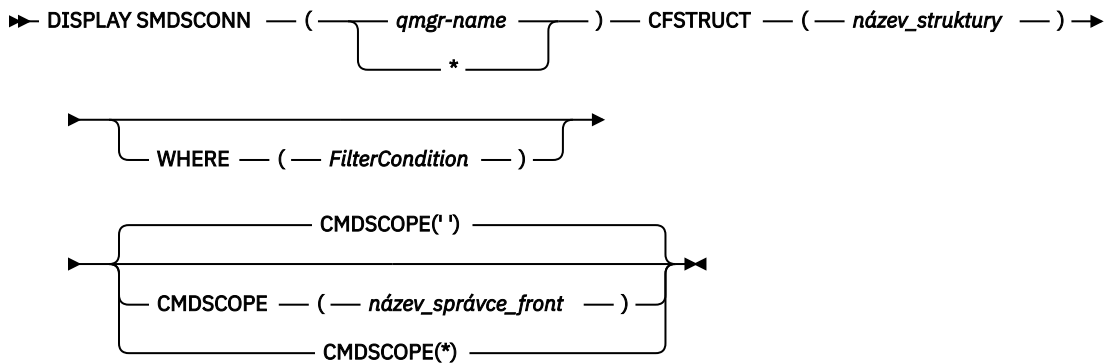 DISPLAY SMDSCONN ( qmgr-name ) CFSTRUCT ( název_struktury )
*
WHERE ( FilterCondition )
CMDSCOPE(' ')
CMDSCOPE ( název_správce_front )
CMDSCOPE(*)